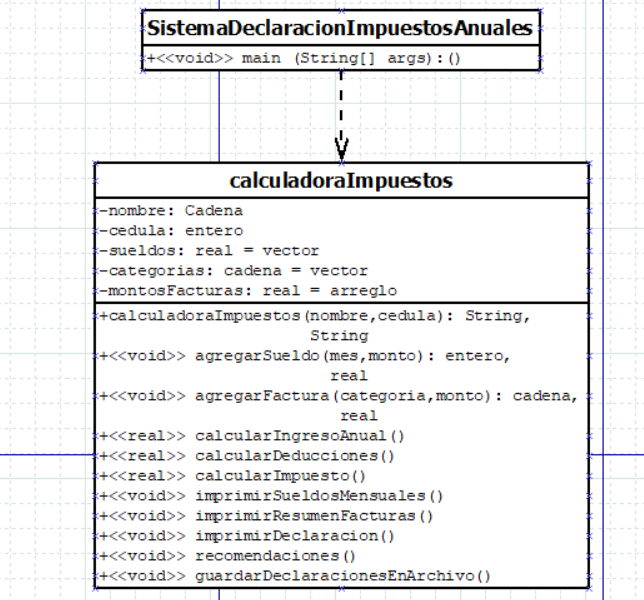 SistemaDeclaracionImpuestosAnuales
+<<void>> main (String[] args):()
calculadoraImpuestos
-nombre: Cadena
-cedula: entero
-sueldos: real = vector
-categorias: cadena = vector
-montosFacturas: real = arreglo
+calculadoraImpuestos(nombre,cedula): String,
String
+<<void>> agregarSueldo(mes,monto): entero,
real
+<<void>> agregarFactura(categoria,monto): cadena,
real
+<<real>> calcularIngresoAnual()
+<<real>> calcularDeducciones()
+<<real>> calcularImpuesto()
+<<void>> imprimirSueldosMensuales()
+<<void>> imprimirResumenFacturas()
+<<void>> imprimirDeclaracion()
+<<void>> recomendaciones()
+<<void>> guardarDeclaracionesEnArchivo()